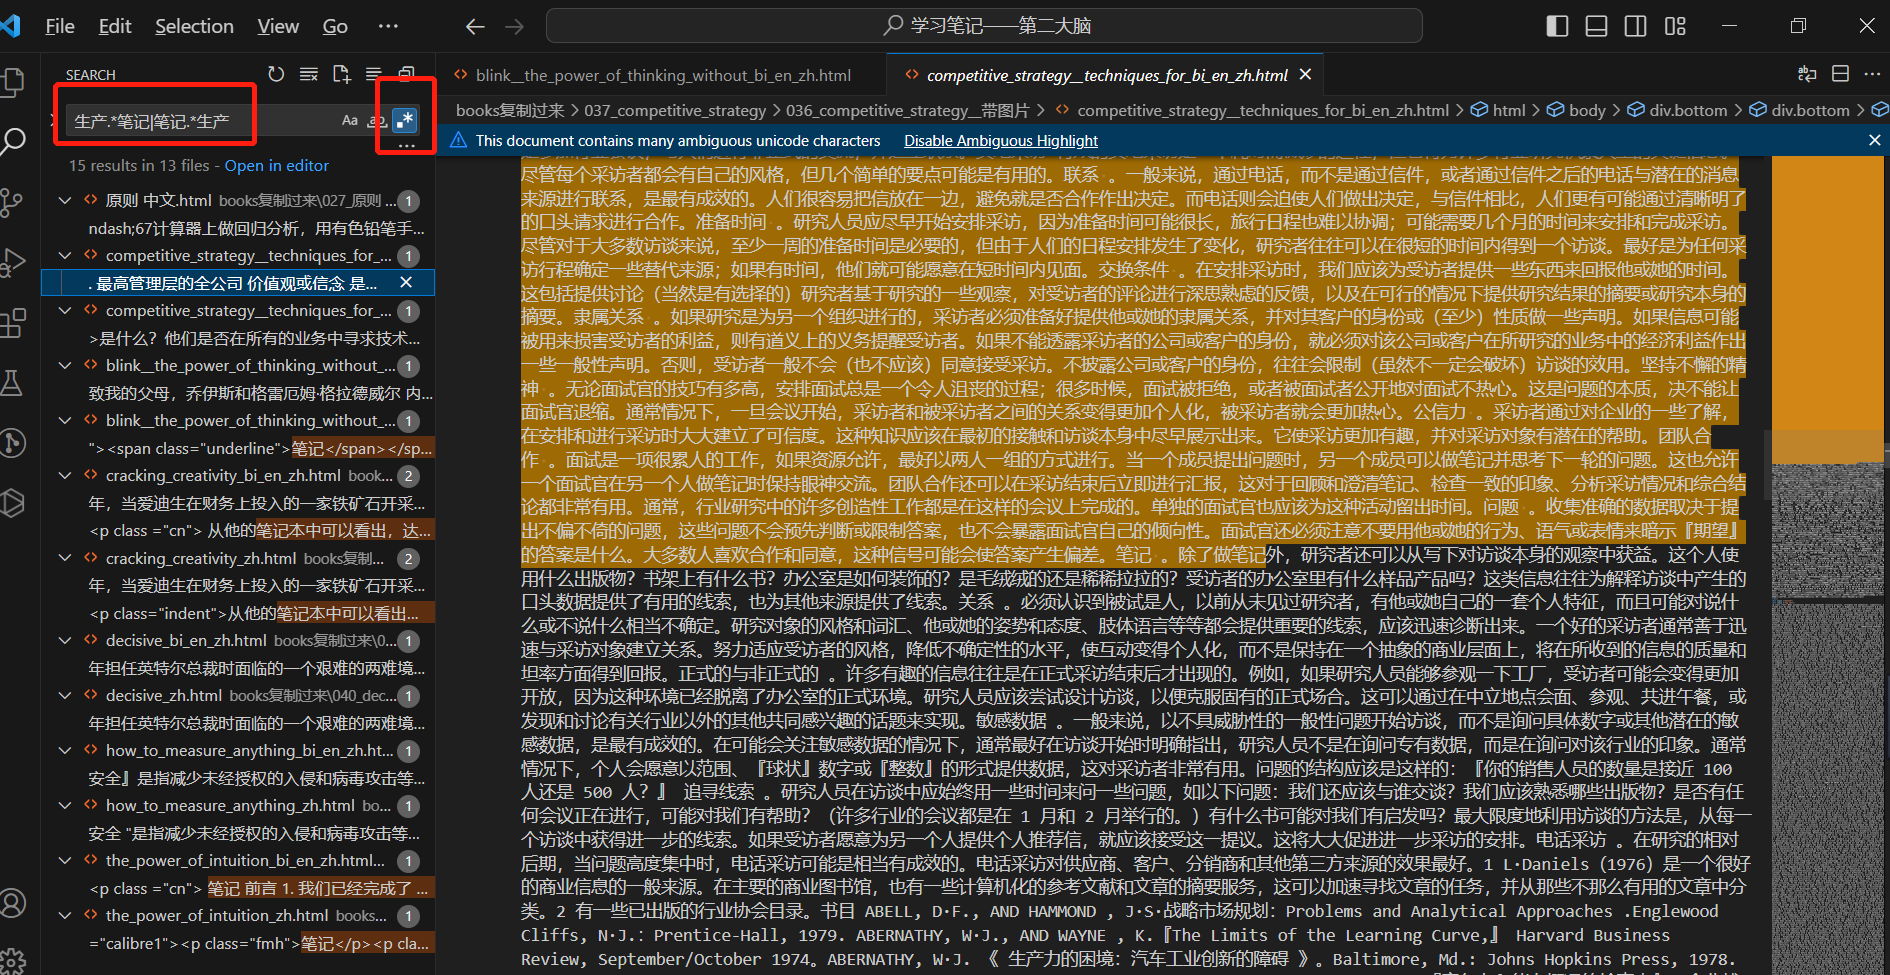 File Edit Selection View Go ···
学习笔记——第二大脑
SEARCH
生产.*笔记|笔记.*生产
Aa
15 results in 13 files - Open in editor
原则 中文.html books复制过来\027_原则 ... 1
ndash;67计算器上做回归分析，用有色铅笔手...
competitive_strategy__techniques_for_... 1
. 最高管理层的全公司 价值观或信念 是...
competitive_strategy__techniques_for_... 1
>是什么？他们是否在所有的业务中寻求技术...
blink__the_power_of_thinking_without_... 1
致我的父母，乔伊斯和格雷厄姆·格拉德威尔 内...
blink__the_power_of_thinking_without_... 1
"><span class="underline">笔记</span></sp...
cracking_creativity_bi_en_zh.html book... 2
年，当爱迪生在财务上投入的一家铁矿石开采...
<p class ="cn"> 从他的笔记本中可以看出，达...
cracking_creativity_zh.html books复制... 2
年，当爱迪生在财务上投入的一家铁矿石开采...
<p class="indent">从他的笔记本中可以看出...
decisive_bi_en_zh.html books复制过来\0... 1
年担任英特尔总裁时面临的一个艰难的两难境...
decisive_zh.html books复制过来\040_dec... 1
年担任英特尔总裁时面临的一个艰难的两难境...
how_to_measure_anything_bi_en_zh.ht... 1
安全』是指减少未经授权的入侵和病毒攻击等...
how_to_measure_anything_zh.html bo... 1
安全 "是指减少未经授权的入侵和病毒攻击等...
the_power_of_intuition_bi_en_zh.html... 1
<p class ="cn"> 笔记 前言 1. 我们已经完成了 ...
the_power_of_intuition_zh.html books... 1
="calibre1"><p class="fmh">笔记</p><p cla...
blink__the_power_of_thinking_without_bi_en_zh.html
competitive_strategy__techniques_for_bi_en_zh.html
books复制过来 > 037_competitive_strategy > 036_competitive_strategy__带图片 > competitive_strategy__techniques_for_bi_en_zh.html > html > body > div.bottom > div.bottom >
This document contains many ambiguous unicode characters Disable Ambiguous Highlight
尽管每个采访者都会有自己的风格，但几个简单的要点可能是有用的。联系 。一般来说，通过电话，而不是通过信件，或者通过信件之后的电话与潜在的消息
来源进行联系，是最有成效的。人们很容易把信放在一边，避免就是否合作作出决定。而电话则会迫使人们做出决定，与信件相比，人们更有可能通过清晰明了
的口头请求进行合作。准备时间 。研究人员应尽早开始安排采访，因为准备时间可能很长，旅行日程也难以协调；可能需要几个月的时间来安排和完成采访。
尽管对于大多数访谈来说，至少一周的准备时间是必要的，但由于人们的日程安排发生了变化，研究者往往可以在很短的时间内得到一个访谈。最好是为任何采
访行程确定一些替代来源；如果有时间，他们就可能愿意在短时间内见面。交换条件 。在安排采访时，我们应该为受访者提供一些东西来回报他或她的时间。
这包括提供讨论（当然是有选择的）研究者基于研究的一些观察，对受访者的评论进行深思熟虑的反馈，以及在可行的情况下提供研究结果的摘要或研究本身的
摘要。隶属关系 。如果研究是为另一个组织进行的，采访者必须准备好提供他或她的隶属关系，并对其客户的身份或（至少）性质做一些声明。如果信息可能
被用来损害受访者的利益，则有道义上的义务提醒受访者。如果不能透露采访者的公司或客户的身份，就必须对该公司或客户在所研究的业务中的经济利益作出
一些一般性声明。否则，受访者一般不会（也不应该）同意接受采访。不披露公司或客户的身份，往往会限制（虽然不一定会破坏）访谈的效用。坚持不懈的精
神 。无论面试官的技巧有多高，安排面试总是一个令人沮丧的过程；很多时候，面试被拒绝，或者被面试者公开地对面试不热心。这是问题的本质，决不能让
面试官退缩。通常情况下，一旦会议开始，采访者和被采访者之间的关系变得更加个人化，被采访者就会更加热心。公信力 。采访者通过对企业的一些了解，
在安排和进行采访时大大建立了可信度。这种知识应该在最初的接触和访谈本身中尽早展示出来。它使采访更加有趣，并对采访对象有潜在的帮助。团队合
作 。面试是一项很累人的工作，如果资源允许，最好以两人一组的方式进行。当一个成员提出问题时，另一个成员可以做笔记并思考下一轮的问题。这也允许
一个面试官在另一个人做笔记时保持眼神交流。团队合作还可以在采访结束后立即进行汇报，这对于回顾和澄清笔记、检查一致的印象、分析采访情况和综合结
论都非常有用。通常，行业研究中的许多创造性工作都是在这样的会议上完成的。单独的面试官也应该为这种活动留出时间。问题 。收集准确的数据取决于提
出不偏不倚的问题，这些问题不会预先判断或限制答案，也不会暴露面试官自己的倾向性。面试官还必须注意不要用他或她的行为、语气或表情来暗示『期望』
的答案是什么。大多数人喜欢合作和同意，这种信号可能会使答案产生偏差。笔记 。除了做笔记外，研究者还可以从写下对访谈本身的观察中获益。这个人使
用什么出版物？书架上有什么书？办公室是如何装饰的？是毛绒绒的还是稀稀拉拉的？受访者的办公室里有什么样品产品吗？这类信息往往为解释访谈中产生的
口头数据提供了有用的线索，也为其他来源提供了线索。关系 。必须认识到被试是人，以前从未见过研究者，有他或她自己的一套个人特征，而且可能对说什
么或不说什么相当不确定。研究对象的风格和词汇、他或她的姿势和态度、肢体语言等等都会提供重要的线索，应该迅速诊断出来。一个好的采访者通常善于迅
速与采访对象建立关系。努力适应受访者的风格，降低不确定性的水平，使互动变得个人化，而不是保持在一个抽象的商业层面上，将在所收到的信息的质量和
坦率方面得到回报。正式的与非正式的 。许多有趣的信息往往是在正式采访结束后才出现的。例如，如果研究人员能够参观一下工厂，受访者可能会变得更加
开放，因为这种环境已经脱离了办公室的正式环境。研究人员应该尝试设计访谈，以便克服固有的正式场合。这可以通过在中立地点会面、参观、共进午餐，或
发现和讨论有关行业以外的其他共同感兴趣的话题来实现。敏感数据 。一般来说，以不具威胁性的一般性问题开始访谈，而不是询问具体数字或其他潜在的敏
感数据，是最有成效的。在可能会关注敏感数据的情况下，通常最好在访谈开始时明确指出，研究人员不是在询问专有数据，而是在询问对该行业的印象。通常
情况下，个人会愿意以范围、『球状』数字或『整数』的形式提供数据，这对采访者非常有用。问题的结构应该是这样的：『你的销售人员的数量是接近 100
人还是 500 人？』 追寻线索 。研究人员在访谈中应始终用一些时间来问一些问题，如以下问题：我们还应该与谁交谈？我们应该熟悉哪些出版物？是否有任
何会议正在进行，可能对我们有帮助？（许多行业的会议都是在 1 月和 2 月举行的。）有什么书可能对我们有启发吗？最大限度地利用访谈的方法是，从每一
个访谈中获得进一步的线索。如果受访者愿意为另一个人提供个人推荐信，就应该接受这一提议。这将大大促进进一步采访的安排。电话采访 。在研究的相对
后期，当问题高度集中时，电话采访可能是相当有成效的。电话采访对供应商、客户、分销商和其他第三方来源的效果最好。1 L·Daniels（1976）是一个很好
的商业信息的一般来源。在主要的商业图书馆，也有一些计算机化的参考文献和文章的摘要服务，这可以加速寻找文章的任务，并从那些不那么有用的文章中分
类。2 有一些已出版的行业协会目录。书目 ABELL, D·F., AND HAMMOND , J·S·战略市场规划: Problems and Analytical Approaches .Englewood
Cliffs, N·J.: Prentice-Hall, 1979. ABERNATHY, W·J., AND WAYNE , K.『The Limits of the Learning Curve,』 Harvard Business
Review, September/October 1974。ABERNATHY, W·J. 《 生产力的困境：汽车工业创新的障碍 》。Baltimore, Md.: Johns Hopkins Press, 1978.